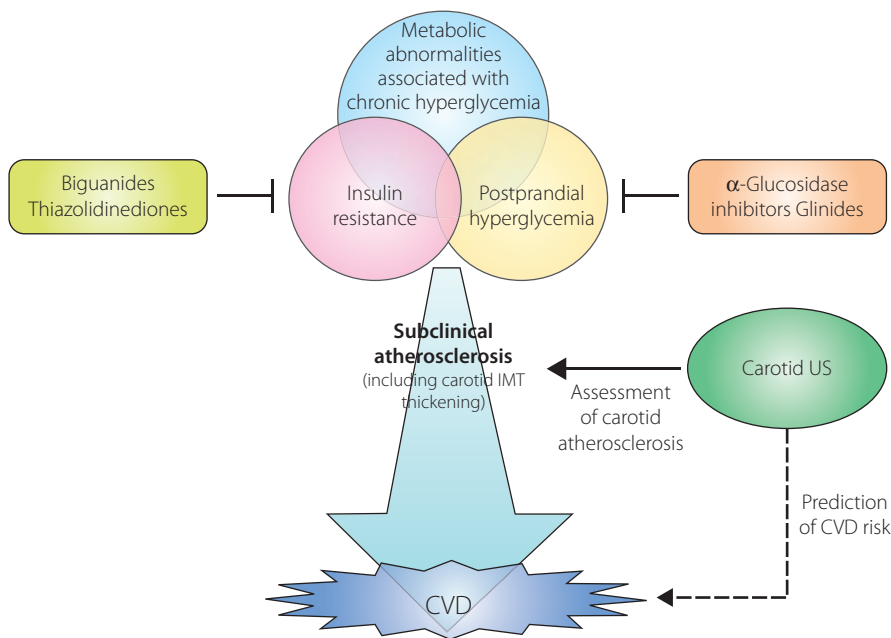 Metabolic
abnormalities
associated with
chronic hyperglycemia
Biguanides
Thiazolidinediones
Insulin
resistance
Postprandial
hyperglycemia
α-Glucosidase
inhibitors Glinides
Subclinical
atherosclerosis
(including carotid IMT
thickening)
Assessment
of carotid
atherosclerosis
Carotid US
Prediction
of CVD risk
CVD